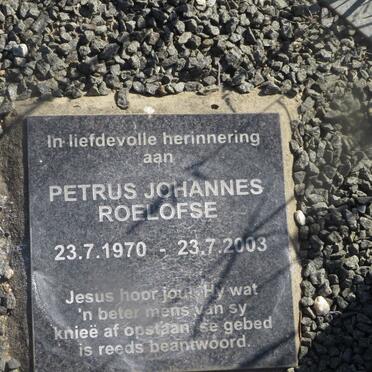 In liefdevolle herinnering
aan
PETRUS JOHANNES
ROELOFSE
23.7.1970 - 23.7.2003
Jesus hoor jou! Hy wat
'n beter mens van sy
knieë af opstaan, se gebed
is reeds beantwoord.